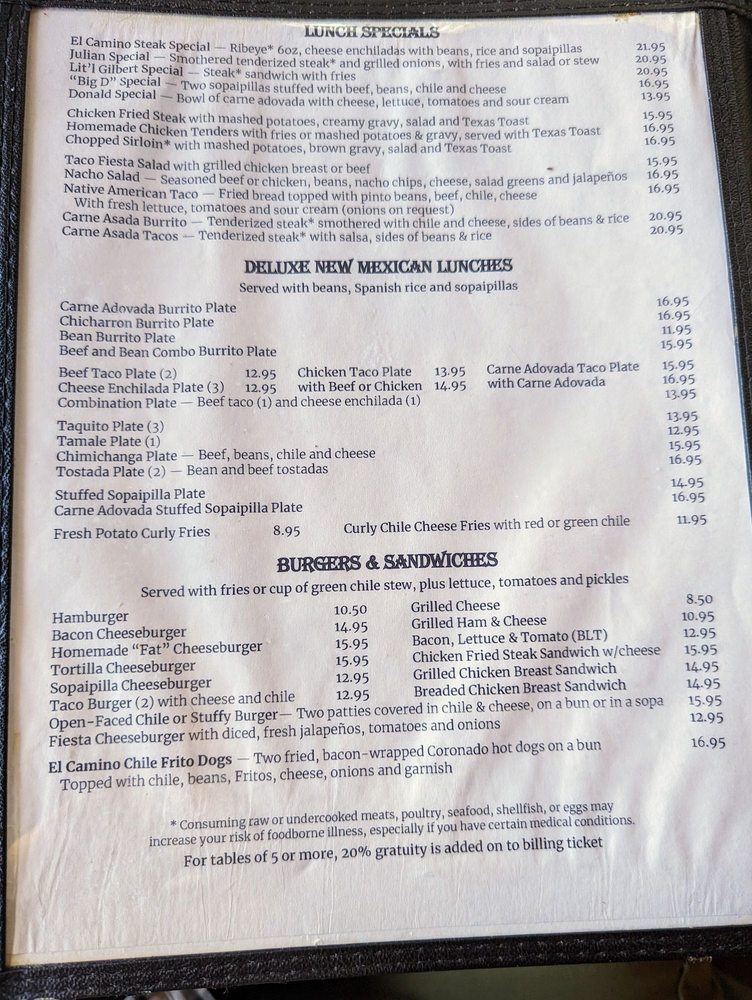 LUNCH SPECIALS
El Camino Steak Special — Ribeye* 6oz, cheese enchiladas with beans, rice and sopaipillas 21.95
Julian Special — Smothered tenderized steak* and grilled onions, with fries and salad or stew 20.95
Lit'l Gilbert Special — Steak* sandwich with fries 20.95
"Big D" Special — Two sopaipillas stuffed with beef, beans, chile and cheese 16.95
Donald Special — Bowl of carne adovada with cheese, lettuce, tomatoes and sour cream 13.95
Chicken Fried Steak with mashed potatoes, creamy gravy, salad and Texas Toast 15.95
Homemade Chicken Tenders with fries or mashed potatoes & gravy, served with Texas Toast 16.95
Chopped Sirloin* with mashed potatoes, brown gravy, salad and Texas Toast 16.95
Taco Fiesta Salad with grilled chicken breast or beef 15.95
Nacho Salad — Seasoned beef or chicken, beans, nacho chips, cheese, salad greens and jalapeños 16.95
Native American Taco — Fried bread topped with pinto beans, beef, chile, cheese 16.95
With fresh lettuce, tomatoes and sour cream (onions on request)
Carne Asada Burrito — Tenderized steak* smothered with chile and cheese, sides of beans & rice 20.95
Carne Asada Tacos — Tenderized steak* with salsa, sides of beans & rice 20.95
DELUXE NEW MEXICAN LUNCHES
Served with beans, Spanish rice and sopaipillas
Carne Adovada Burrito Plate 16.95
Chicharron Burrito Plate 16.95
Bean Burrito Plate 11.95
Beef and Bean Combo Burrito Plate 15.95
Beef Taco Plate (2) 12.95 Chicken Taco Plate 13.95 Carne Adovada Taco Plate 15.95
Cheese Enchilada Plate (3) 12.95 with Beef or Chicken 14.95 with Carne Adovada 16.95
Combination Plate — Beef taco (1) and cheese enchilada (1) 13.95
Taquito Plate (3) 13.95
Tamale Plate (1) 12.95
Chimichanga Plate — Beef, beans, chile and cheese 15.95
Tostada Plate (2) — Bean and beef tostadas 16.95
Stuffed Sopaipilla Plate 14.95
Carne Adovada Stuffed Sopaipilla Plate 16.95
Fresh Potato Curly Fries 8.95 Curly Chile Cheese Fries with red or green chile 11.95
BURGERS & SANDWICHES
Served with fries or cup of green chile stew, plus lettuce, tomatoes and pickles
Hamburger 10.50 Grilled Cheese 8.50
Bacon Cheeseburger 14.95 Grilled Ham & Cheese 10.95
Homemade "Fat" Cheeseburger 15.95 Bacon, Lettuce & Tomato (BLT) 12.95
Tortilla Cheeseburger 15.95 Chicken Fried Steak Sandwich w/cheese 15.95
Sopaipilla Cheeseburger 12.95 Grilled Chicken Breast Sandwich 14.95
Taco Burger (2) with cheese and chile 12.95 Breaded Chicken Breast Sandwich 14.95
Open-Faced Chile or Stuffy Burger— Two patties covered in chile & cheese, on a bun or in a sopa 15.95
Fiesta Cheeseburger with diced, fresh jalapeños, tomatoes and onions 12.95
El Camino Chile Frito Dogs — Two fried, bacon-wrapped Coronado hot dogs on a bun 16.95
Topped with chile, beans, Fritos, cheese, onions and garnish
* Consuming raw or undercooked meats, poultry, seafood, shellfish, or eggs may
increase your risk of foodborne illness, especially if you have certain medical conditions.
For tables of 5 or more, 20% gratuity is added on to billing ticket